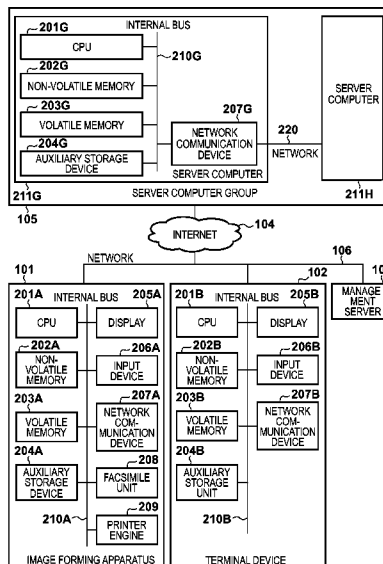 INTERNAL BUS
201G
CPU
210G
202G
NON-VOLATILE MEMORY
203G
VOLATILE MEMORY
207G
NETWORK
COMMUNICATION
DEVICE
204G
AUXILIARY STORAGE
DEVICE
SERVER COMPUTER
211G
SERVER COMPUTER GROUP
105
220
NETWORK
SERVER
COMPUTER
211H
104
INTERNET
NETWORK
106
101
INTERNAL BUS
201A
CPU
205A
DISPLAY
202A
NON-
VOLATILE
MEMORY
206A
INPUT
DEVICE
203A
VOLATILE
MEMORY
207A
NETWORK
COM-
MUNICATION
DEVICE
204A
AUXILIARY
STORAGE
DEVICE
208
FACSIMILE
UNIT
209
PRINTER
ENGINE
210A
IMAGE FORMING APPARATUS
102
INTERNAL BUS
201B
CPU
205B
DISPLAY
202B
NON-
VOLATILE
MEMORY
206B
INPUT
DEVICE
203B
VOLATILE
MEMORY
207B
NETWORK
COM-
MUNICATION
DEVICE
204B
AUXILIARY
STORAGE
UNIT
210B
TERMINAL DEVICE
MANAGE
MENT
SERVER